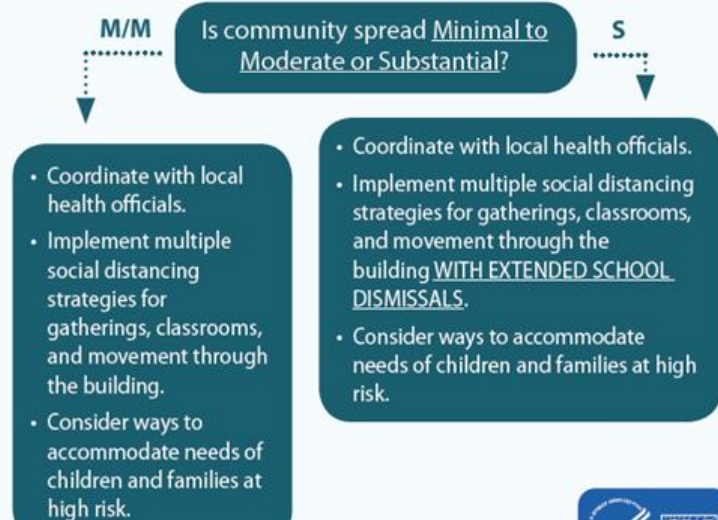 M/M
Is community spread Minimal to
Moderate or Substantial?
S
• Coordinate with local
health officials.
• Implement multiple
social distancing
strategies for
gatherings, classrooms,
and movement through
the building.
• Consider ways to
accommodate needs of
children and families at
high risk.
• Coordinate with local health officials.
• Implement multiple social distancing
strategies for gatherings, classrooms,
and movement through the
building WITH EXTENDED SCHOOL
DISMISSALS.
• Consider ways to accommodate
needs of children and families at high
risk.